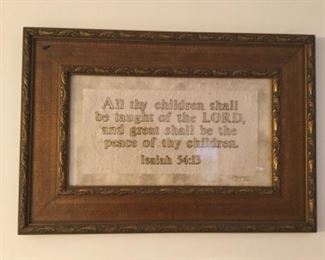 All thy children shall
be taught of the LORD,
and great shall be the
peace of thy children.
Isaiah 54:13